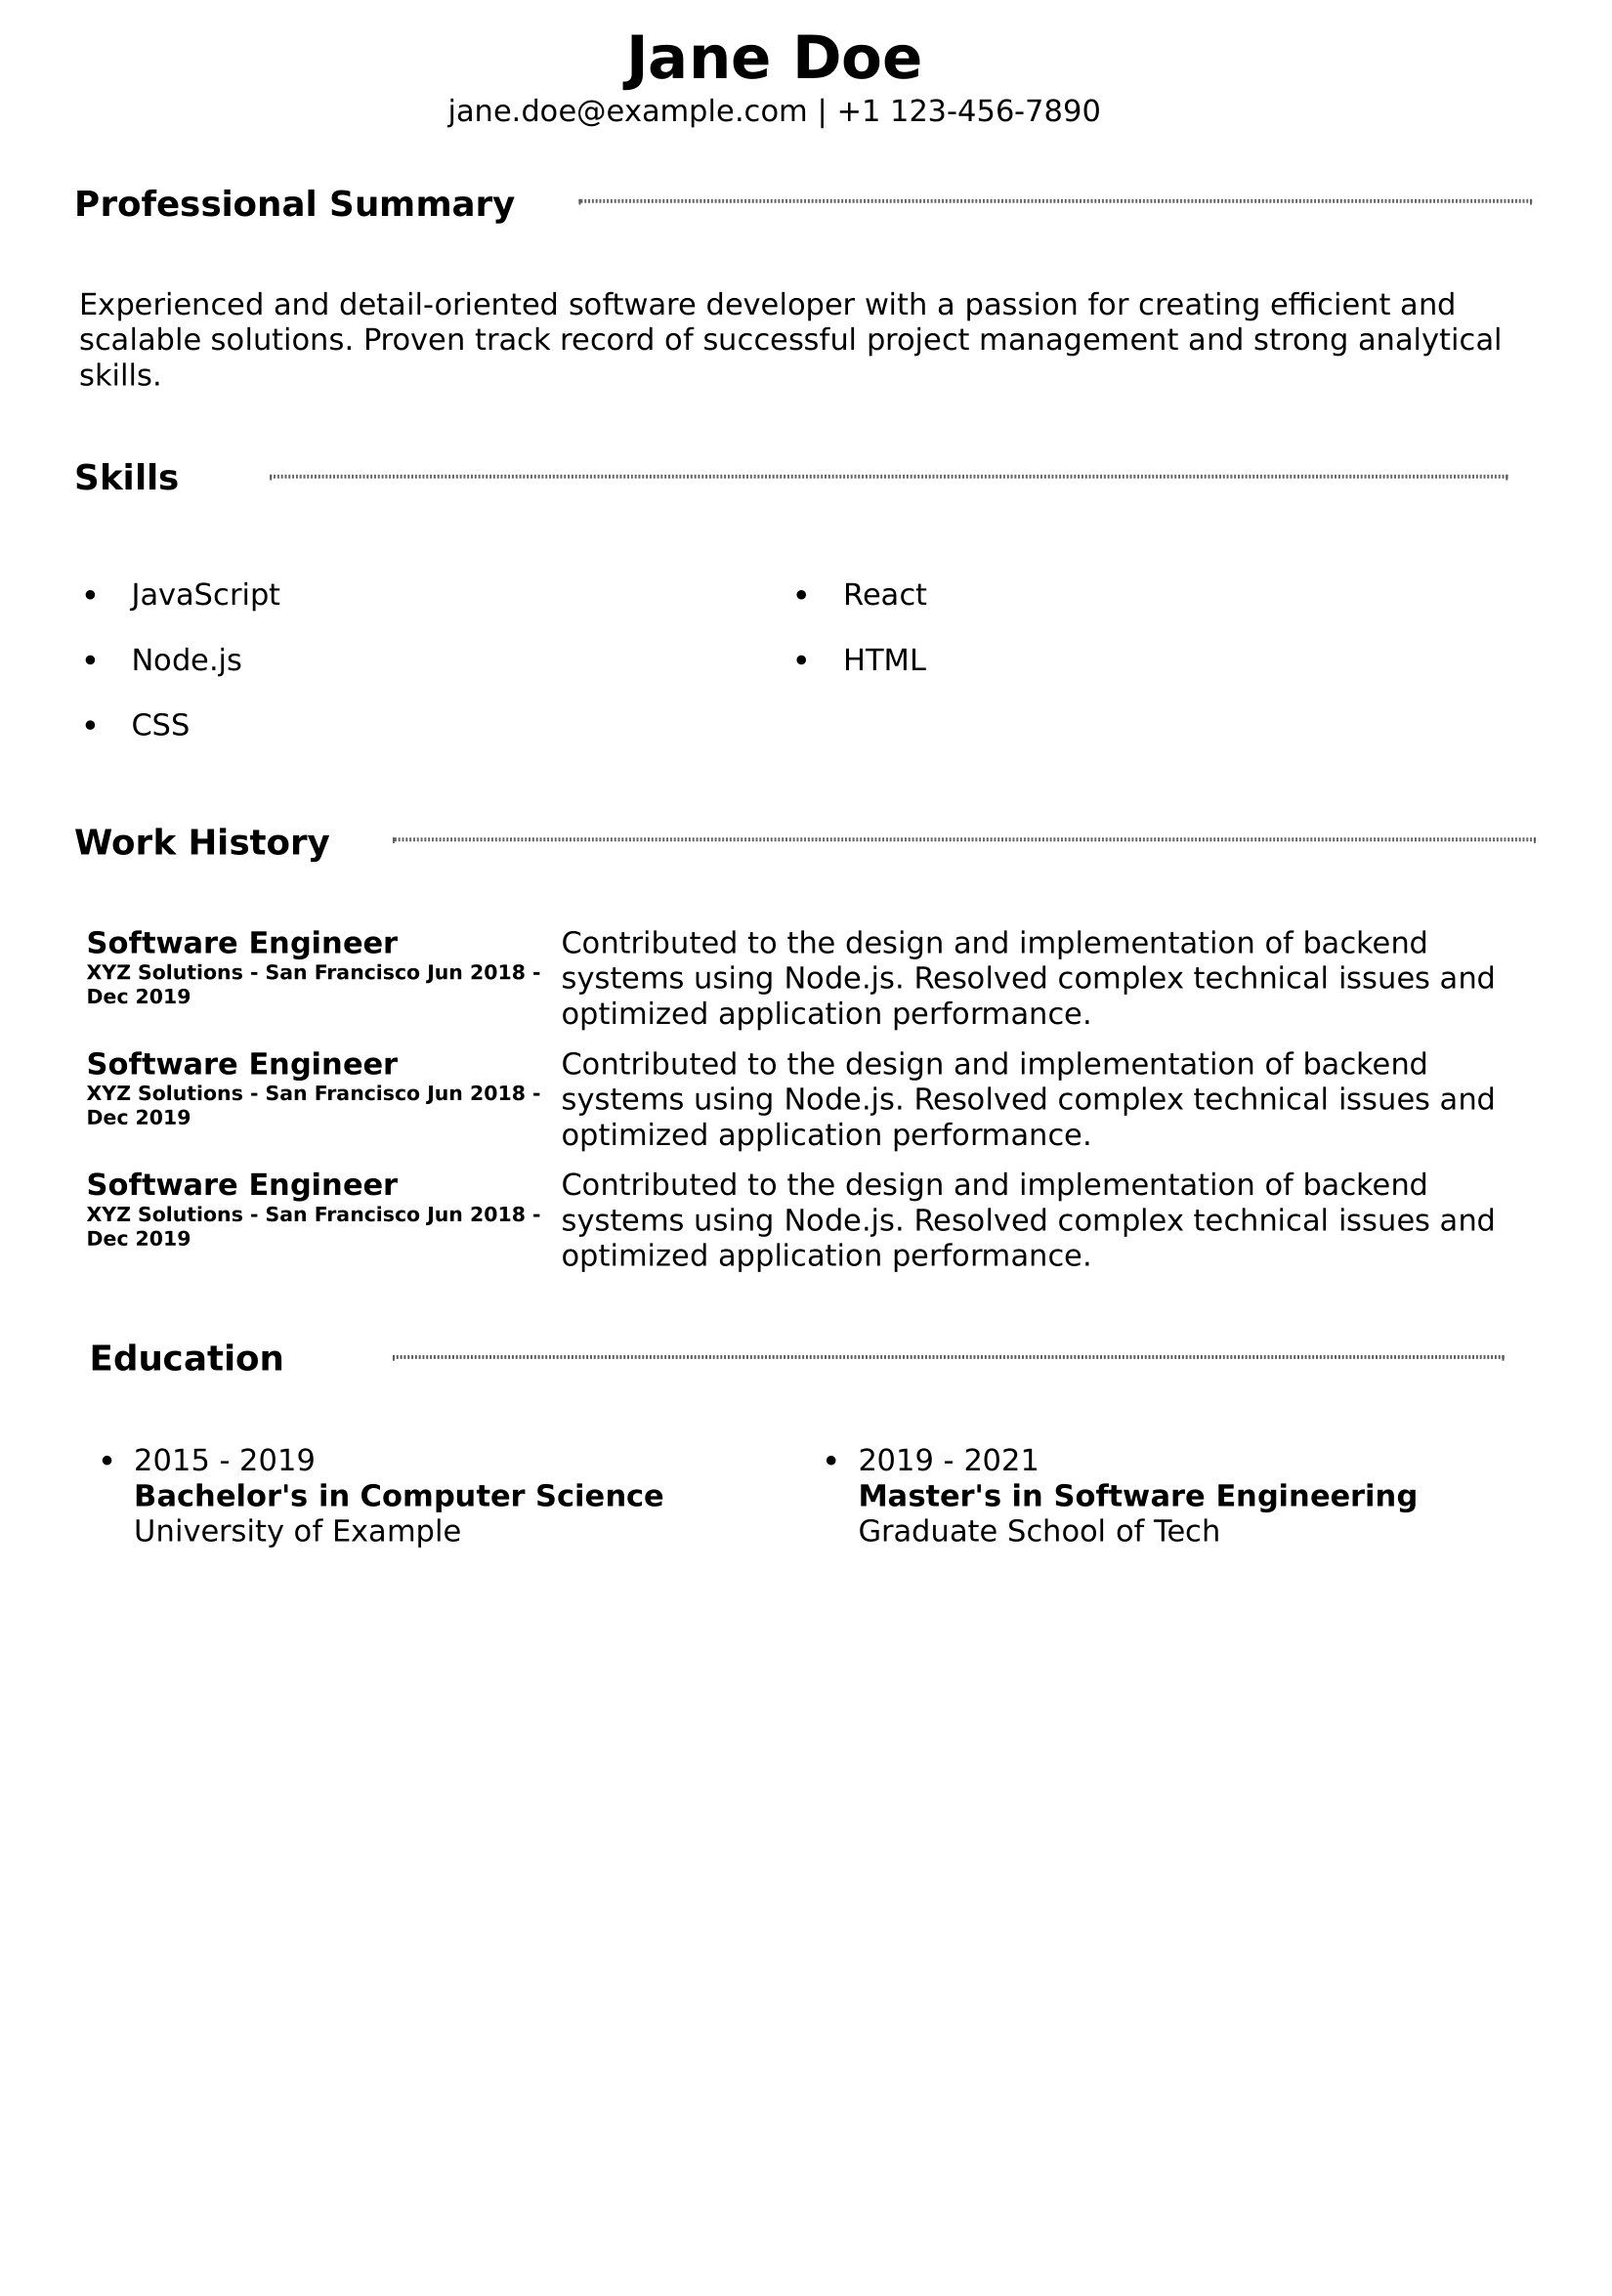 Jane Doe
jane.doe@example.com | +1 123-456-7890
Professional Summary
Experienced and detail-oriented software developer with a passion for creating efficient and
scalable solutions. Proven track record of successful project management and strong analytical
skills.
Skills
• JavaScript
• React
• Node.js
• HTML
• CSS
Work History
Software Engineer
XYZ Solutions - San Francisco Jun 2018 -
Dec 2019
Contributed to the design and implementation of backend
systems using Node.js. Resolved complex technical issues and
optimized application performance.
Software Engineer
XYZ Solutions - San Francisco Jun 2018 -
Dec 2019
Contributed to the design and implementation of backend
systems using Node.js. Resolved complex technical issues and
optimized application performance.
Software Engineer
XYZ Solutions - San Francisco Jun 2018 -
Dec 2019
Contributed to the design and implementation of backend
systems using Node.js. Resolved complex technical issues and
optimized application performance.
Education
• 2015 - 2019
Bachelor's in Computer Science
University of Example
• 2019 - 2021
Master's in Software Engineering
Graduate School of Tech